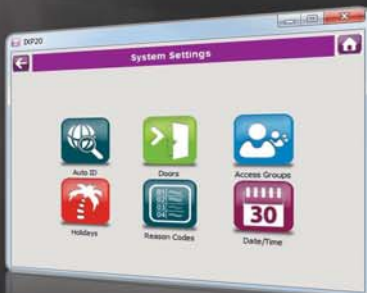 IXP20
System Settings
Auto ID
Doors
Access Groups
Holidays
Reason Codes
30
Date/Time